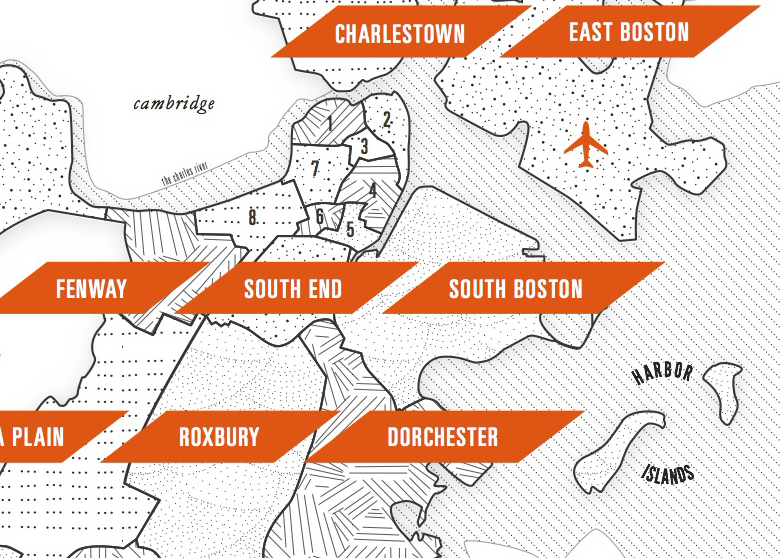 CHARLESTOWN
EAST BOSTON
cambridge
1
2
3
the charles river
7
4
8
6
5
FENWAY
SOUTH END
SOUTH BOSTON
HARBOR
ISLANDS
A PLAIN
ROXBURY
DORCHESTER